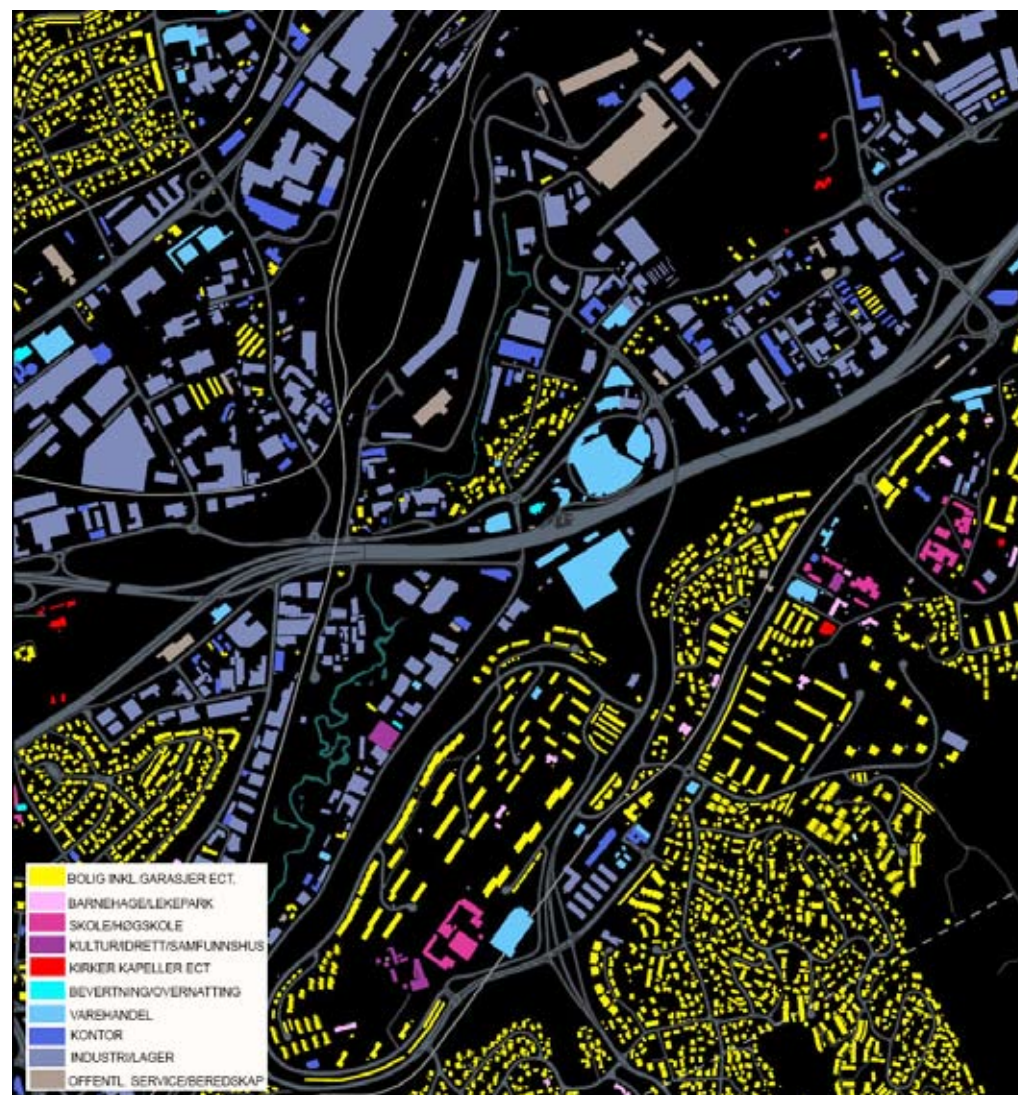 BOLIG INKL.GARASJER ECT.
BARNEHAGE/LEKEPARK
SKOLE/HØGSKOLE
KULTUR/IDRETT/SAMFUNNSHUS
KIRKER KAPELLER ECT
BEVERTNING/OVERNATTING
VAREHANDEL
KONTOR
INDUSTRI/LAGER
OFFENTL. SERVICE/BEREDSKAP